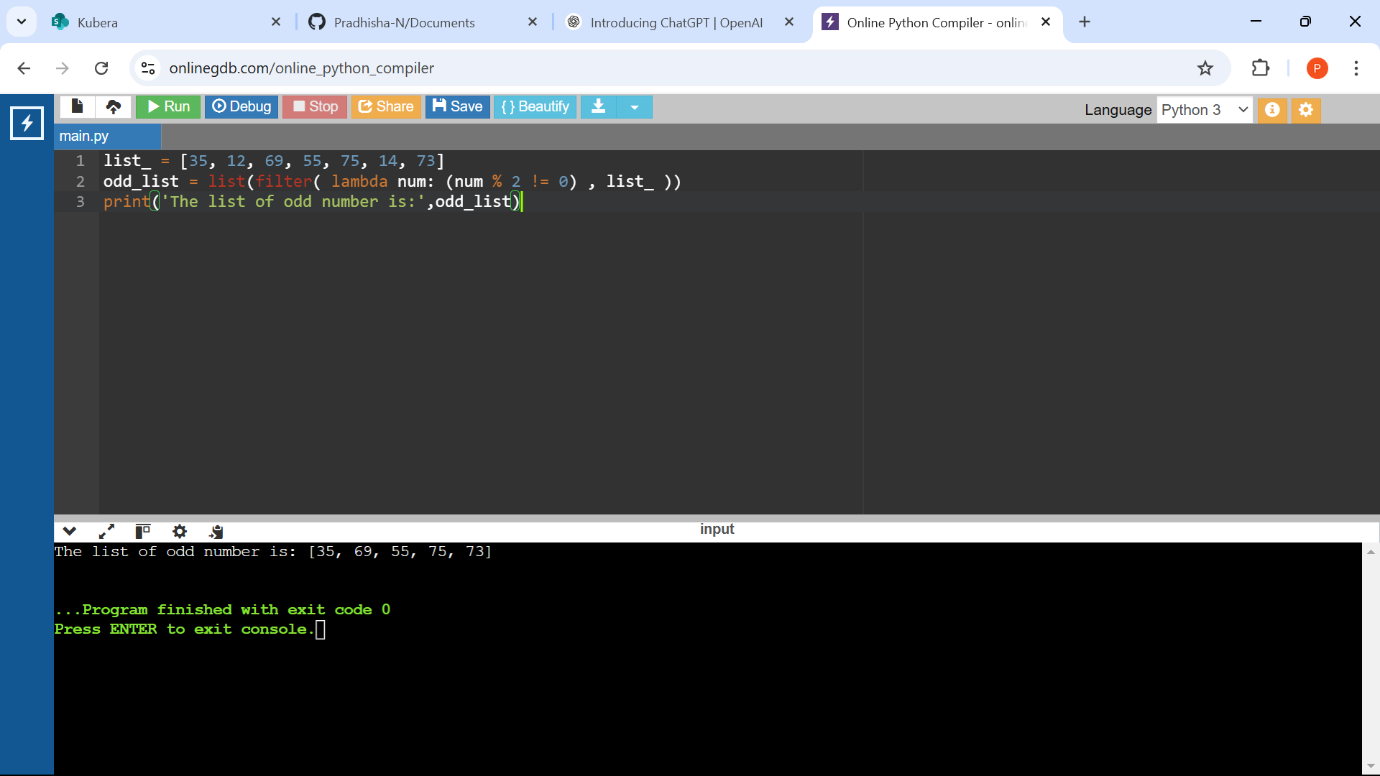 Kubera
Pradhisha-N/Documents
Introducing ChatGPT | OpenAI
Online Python Compiler - onlin
P
onlinegdb.com/online_python_compiler
Run Debug Stop Share Save { } Beautify
Language Python 3
main.py
1 list_ = [35, 12, 69, 55, 75, 14, 73]
2 odd_list = list(filter( lambda num: (num % 2 != 0) , list_ ))
3 print('The list of odd number is:',odd_list)
input
The list of odd number is: [35, 69, 55, 75, 73]
...Program finished with exit code 0
Press ENTER to exit console.